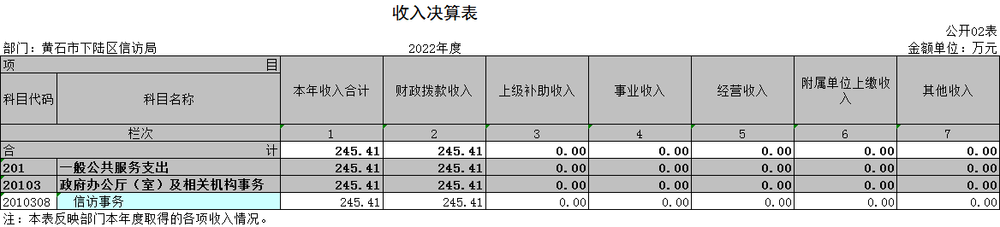 收入决算表
公开02表
部门：黄石市下陆区信访局 2022年度 金额单位：万元
项 目 本年收入合计 财政拨款收入 上级补助收入 事业收入 经营收入 附属单位上缴收入 其他收入
科目代码 科目名称
栏次 1 2 3 4 5 6 7
合 计 245.41 245.41 0.00 0.00 0.00 0.00 0.00
201 一般公共服务支出 245.41 245.41 0.00 0.00 0.00 0.00 0.00
20103 政府办公厅（室）及相关机构事务 245.41 245.41 0.00 0.00 0.00 0.00 0.00
2010308 信访事务 245.41 245.41 0.00 0.00 0.00 0.00 0.00
注：本表反映部门本年度取得的各项收入情况。